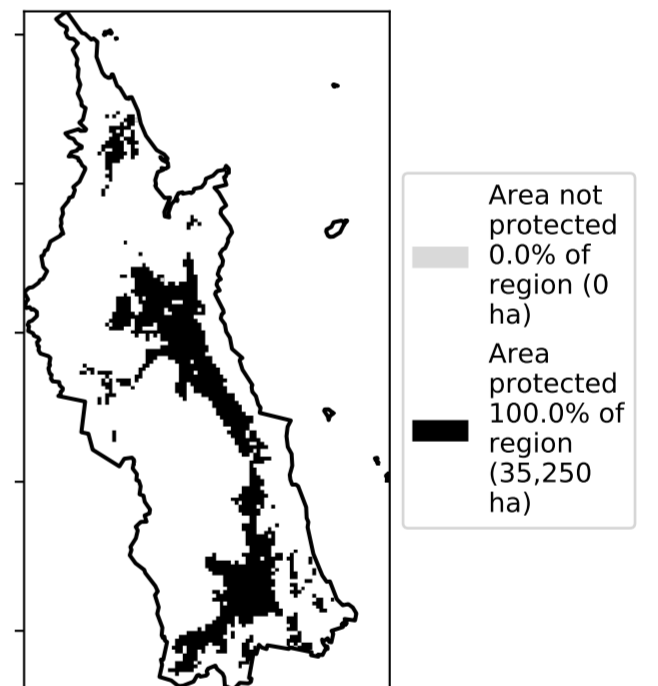 Area not
protected
0.0% of
region (0
ha)
Area
protected
100.0% of
region
(35,250
ha)